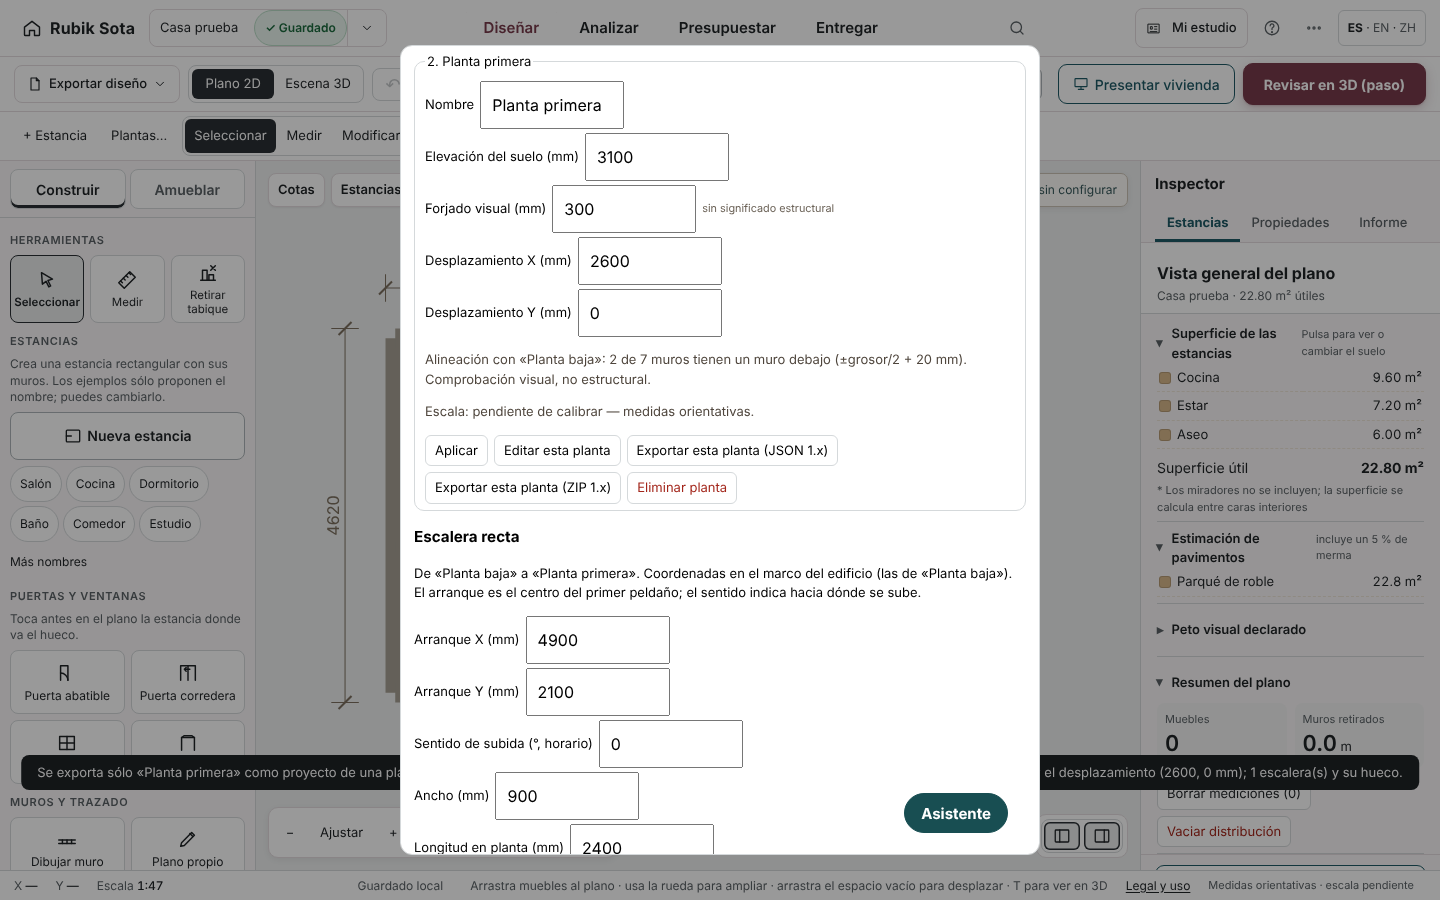 Rubik Sota
Casa prueba
✓ Guardado
Diseñar
Analizar
Presupuestar
Entregar
Mi estudio
ES · EN · ZH
Exportar diseño
Plano 2D
Escena 3D
Presentar vivienda
Revisar en 3D (paso)
+ Estancia
Plantas...
Seleccionar
Medir
Modificar
Construir
Amueblar
Cotas
Estancias
sin configurar
HERRAMIENTAS
Seleccionar
Medir
Retirar
tabique
ESTANCIAS
Crea una estancia rectangular con sus
muros. Los ejemplos sólo proponen el
nombre; puedes cambiarlo.
Nueva estancia
Salón
Cocina
Dormitorio
Baño
Comedor
Estudio
Más nombres
PUERTAS Y VENTANAS
Toca antes en el plano la estancia donde
va el hueco.
Puerta abatible
Puerta corredera
MUROS Y TRAZADO
Dibujar muro
Plano propio
4620
− Ajustar +
2. Planta primera
Nombre Planta primera
Elevación del suelo (mm) 3100
Forjado visual (mm) 300 sin significado estructural
Desplazamiento X (mm) 2600
Desplazamiento Y (mm) 0
Alineación con «Planta baja»: 2 de 7 muros tienen un muro debajo (±grosor/2 + 20 mm).
Comprobación visual, no estructural.
Escala: pendiente de calibrar — medidas orientativas.
Aplicar
Editar esta planta
Exportar esta planta (JSON 1.x)
Exportar esta planta (ZIP 1.x)
Eliminar planta
Escalera recta
De «Planta baja» a «Planta primera». Coordenadas en el marco del edificio (las de «Planta baja»).
El arranque es el centro del primer peldaño; el sentido indica hacia dónde se sube.
Arranque X (mm) 4900
Arranque Y (mm) 2100
Sentido de subida (°, horario) 0
Ancho (mm) 900
Longitud en planta (mm) 2400
Asistente
Se exporta sólo «Planta primera» como proyecto de una
el desplazamiento (2600, 0 mm); 1 escalera(s) y su hueco.
Inspector
Estancias
Propiedades
Informe
Vista general del plano
Casa prueba · 22.80 m² útiles
▼ Superficie de las
estancias
Pulsa para ver o
cambiar el suelo
Cocina 9.60 m²
Estar 7.20 m²
Aseo 6.00 m²
Superficie útil 22.80 m²
* Los miradores no se incluyen; la superficie se
calcula entre caras interiores
▼ Estimación de
pavimentos
incluye un 5 % de
merma
Parqué de roble 22.8 m²
▶ Peto visual declarado
▼ Resumen del plano
Muebles
0
Muros retirados
0.0 m
Borrar mediciones (0)
Vaciar distribución
X —
Y —
Escala 1:47
Guardado local
Arrastra muebles al plano · usa la rueda para ampliar · arrastra el espacio vacío para desplazar · T para ver en 3D
Legal y uso
Medidas orientativas · escala pendiente